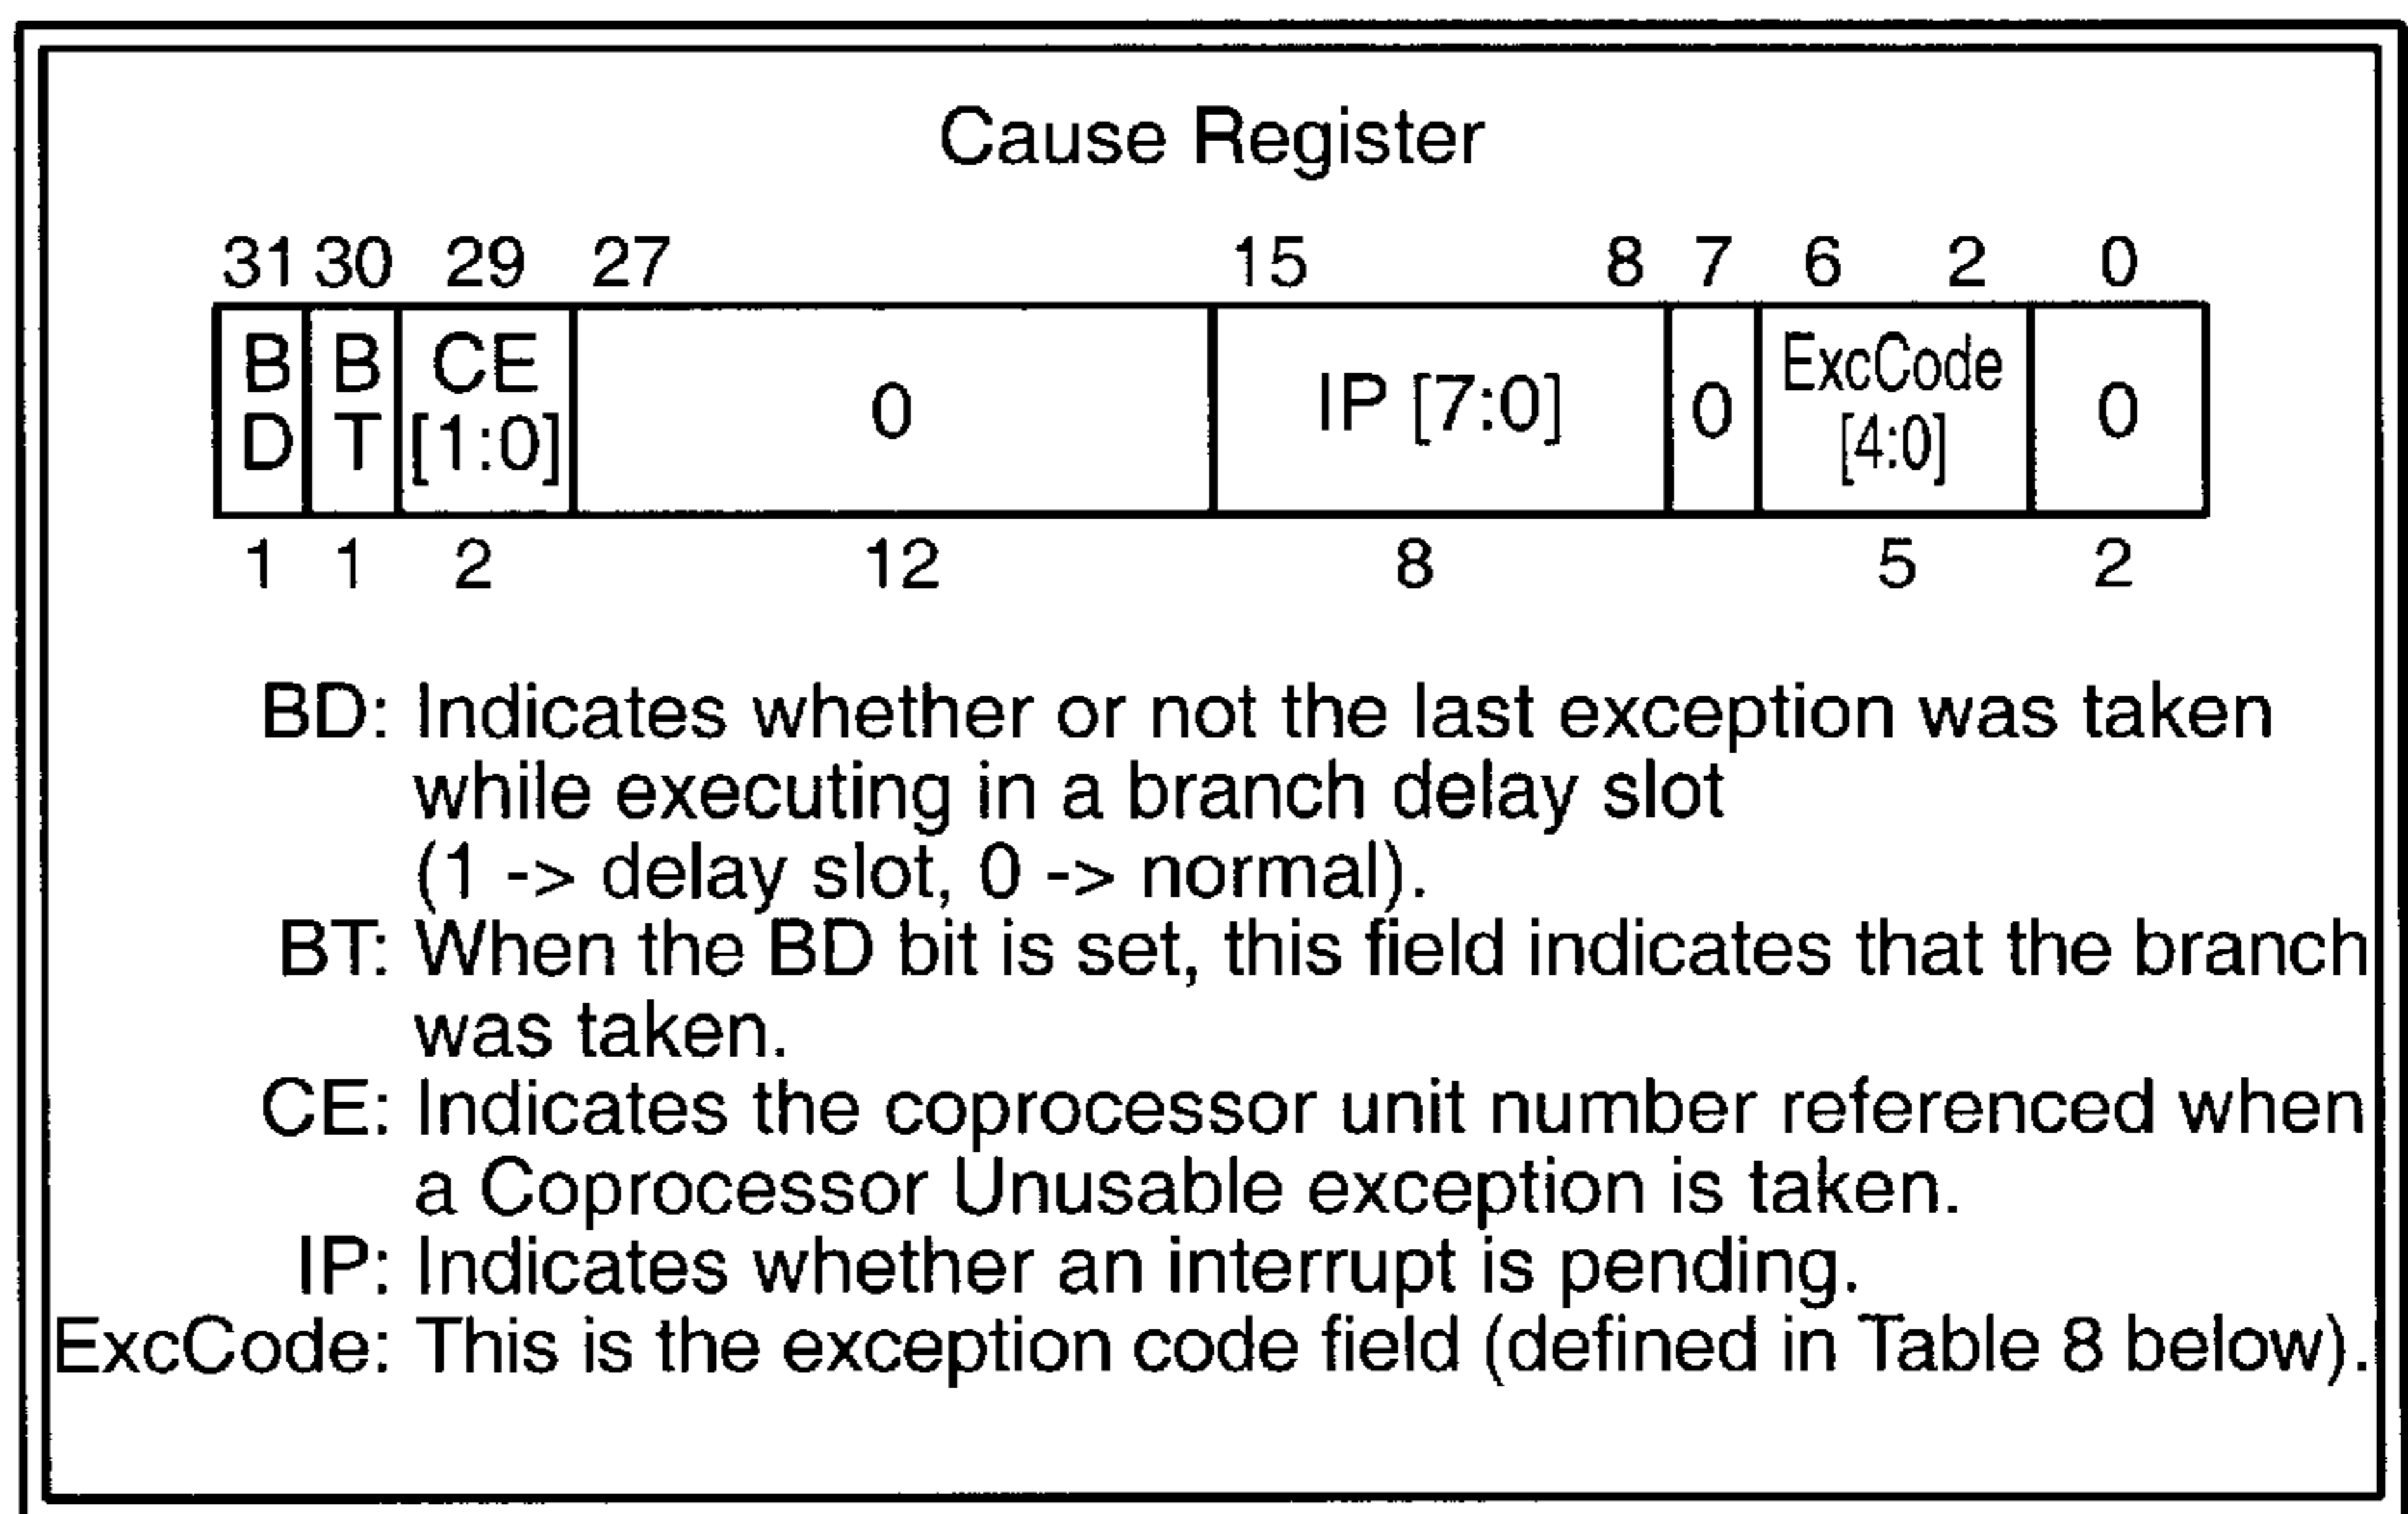 Cause Register
31 30 29 27 15 8 7 6 2 0
B D B T CE [1:0] 0 IP [7:0] 0 ExcCode [4:0] 0
1 1 2 12 8 5 2
BD: Indicates whether or not the last exception was taken
while executing in a branch delay slot
(1 -> delay slot, 0 -> normal).
BT: When the BD bit is set, this field indicates that the branch
was taken.
CE: Indicates the coprocessor unit number referenced when
a Coprocessor Unusable exception is taken.
IP: Indicates whether an interrupt is pending.
ExcCode: This is the exception code field (defined in Table 8 below).